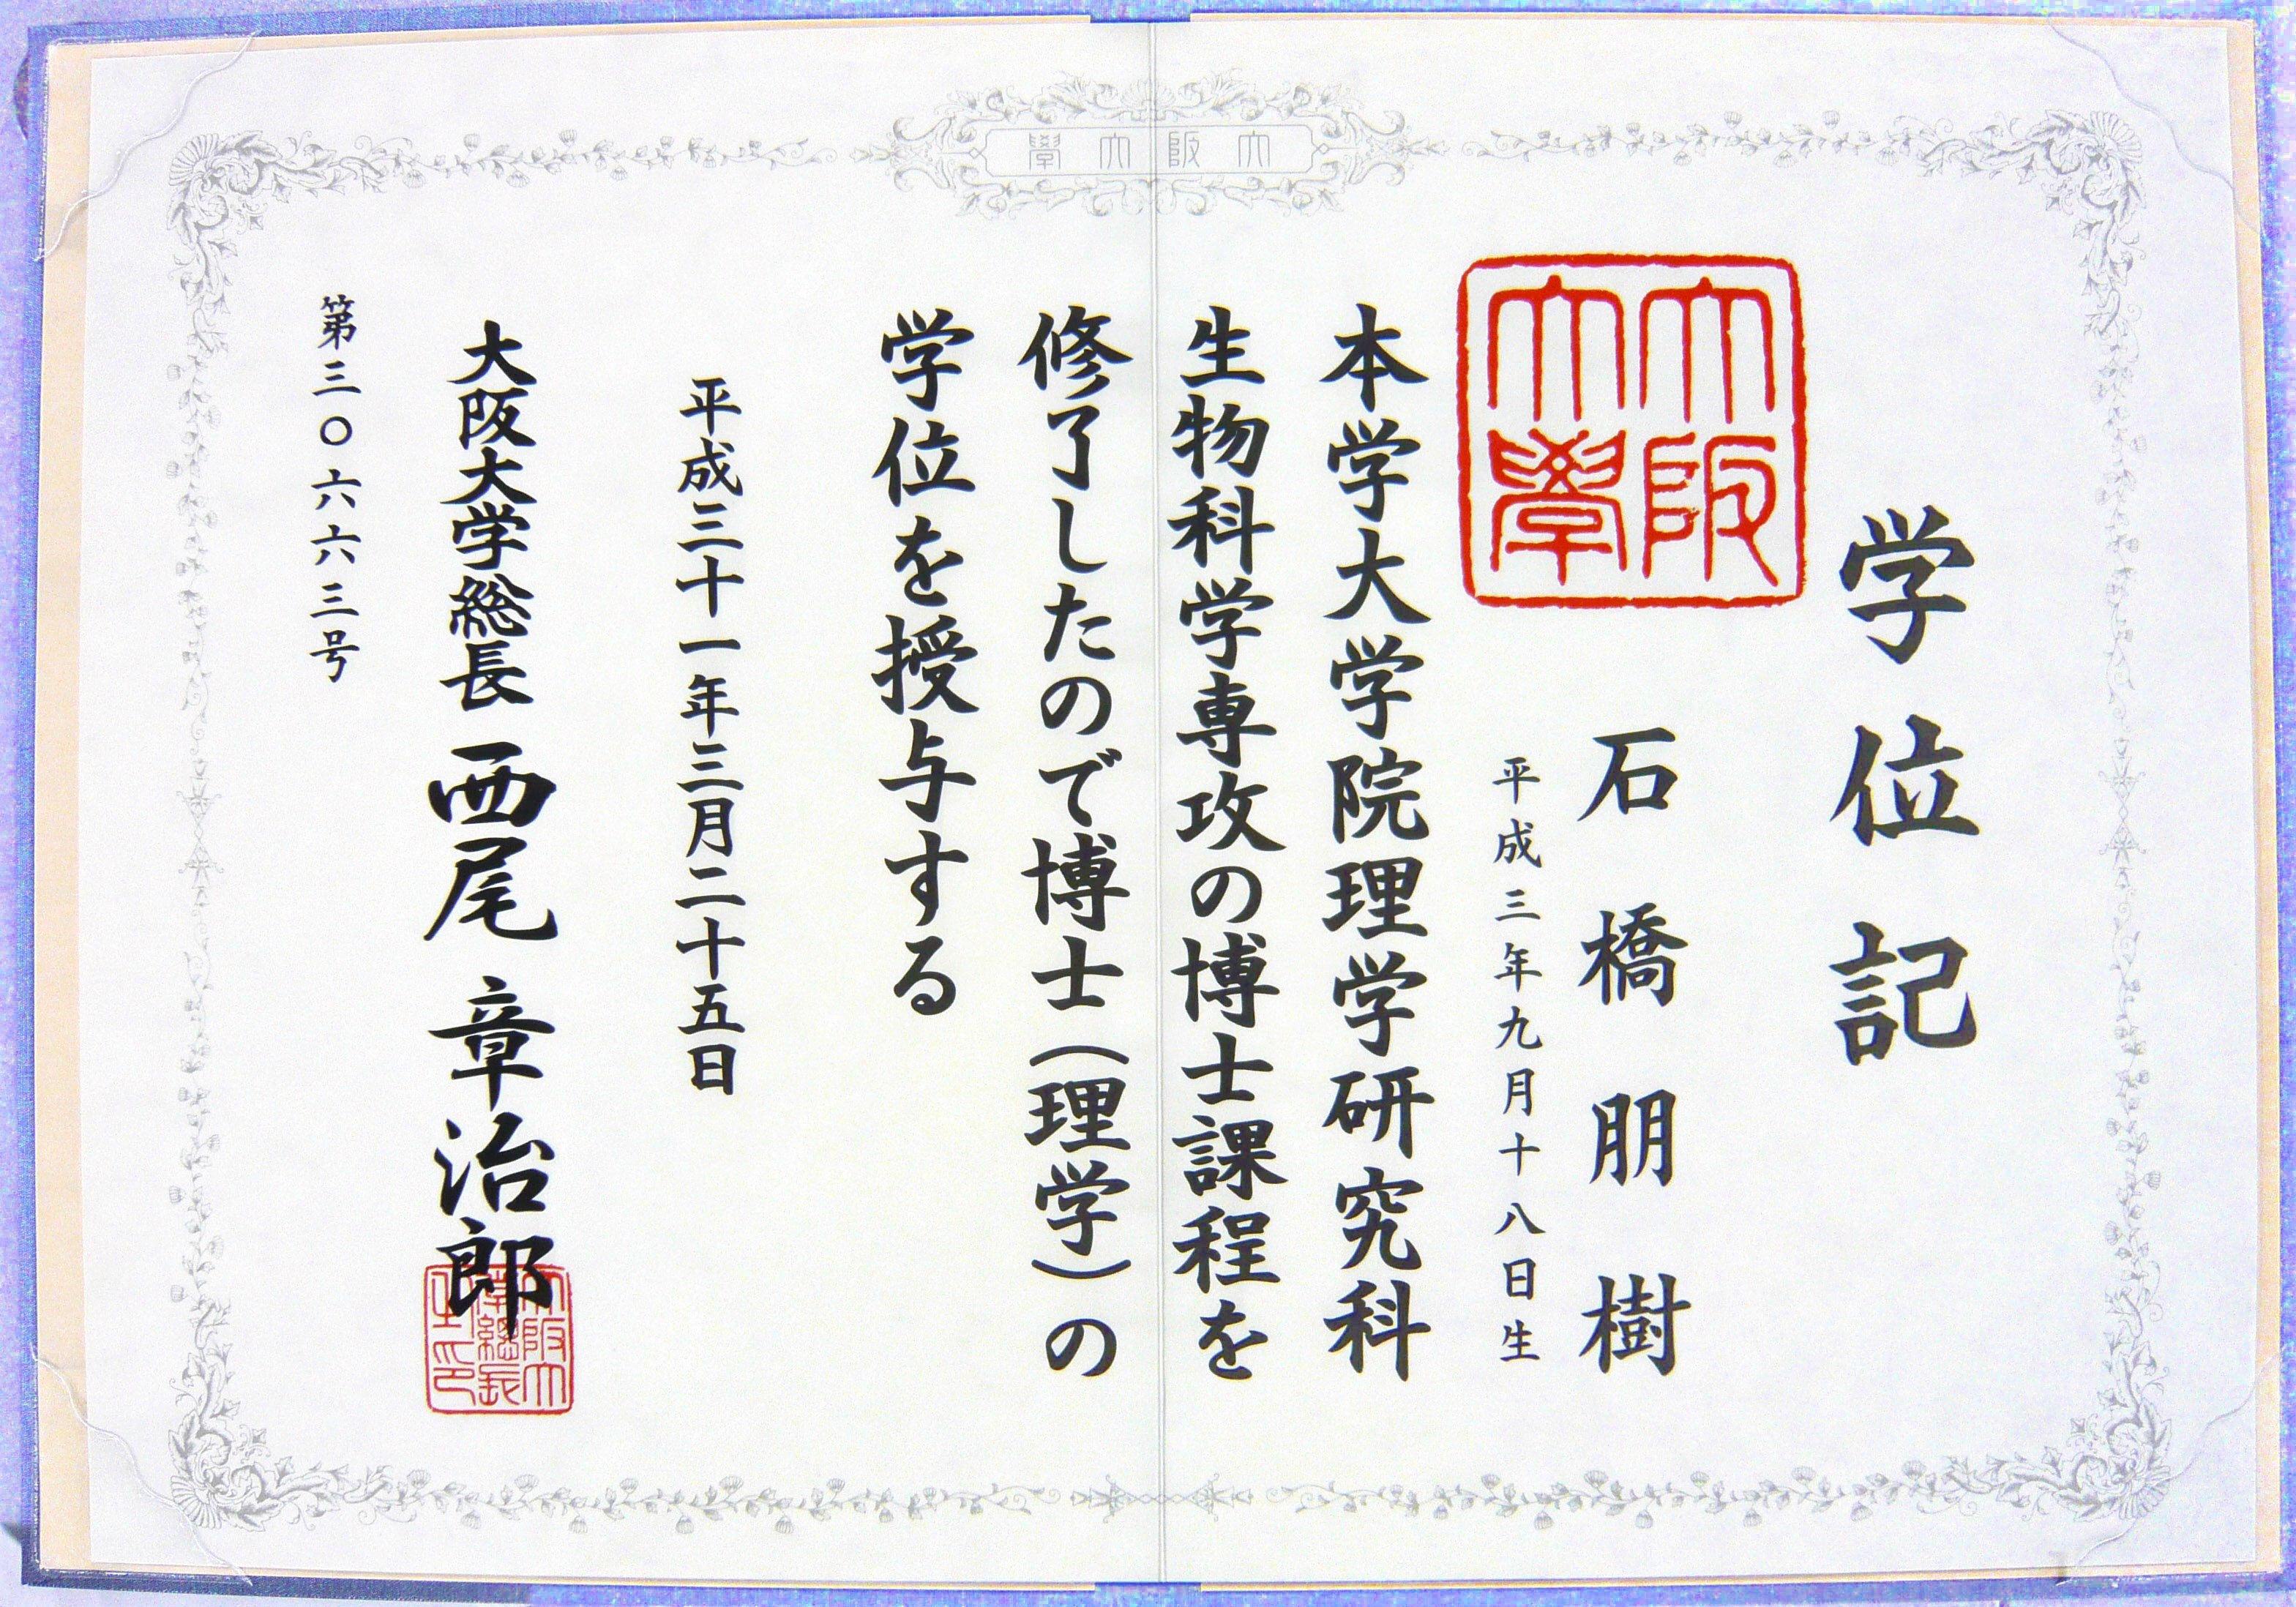 大阪大學
学位記
大阪大學
石橋朋樹
平成三年九月十八日生
本学大学院理学研究科
生物科学専攻の博士課程を
修了したので博士（理学）の
学位を授与する
平成三十一年三月二十五日
大阪大学総長 西尾章治郎
大阪大學總長之印
第三〇六六三号